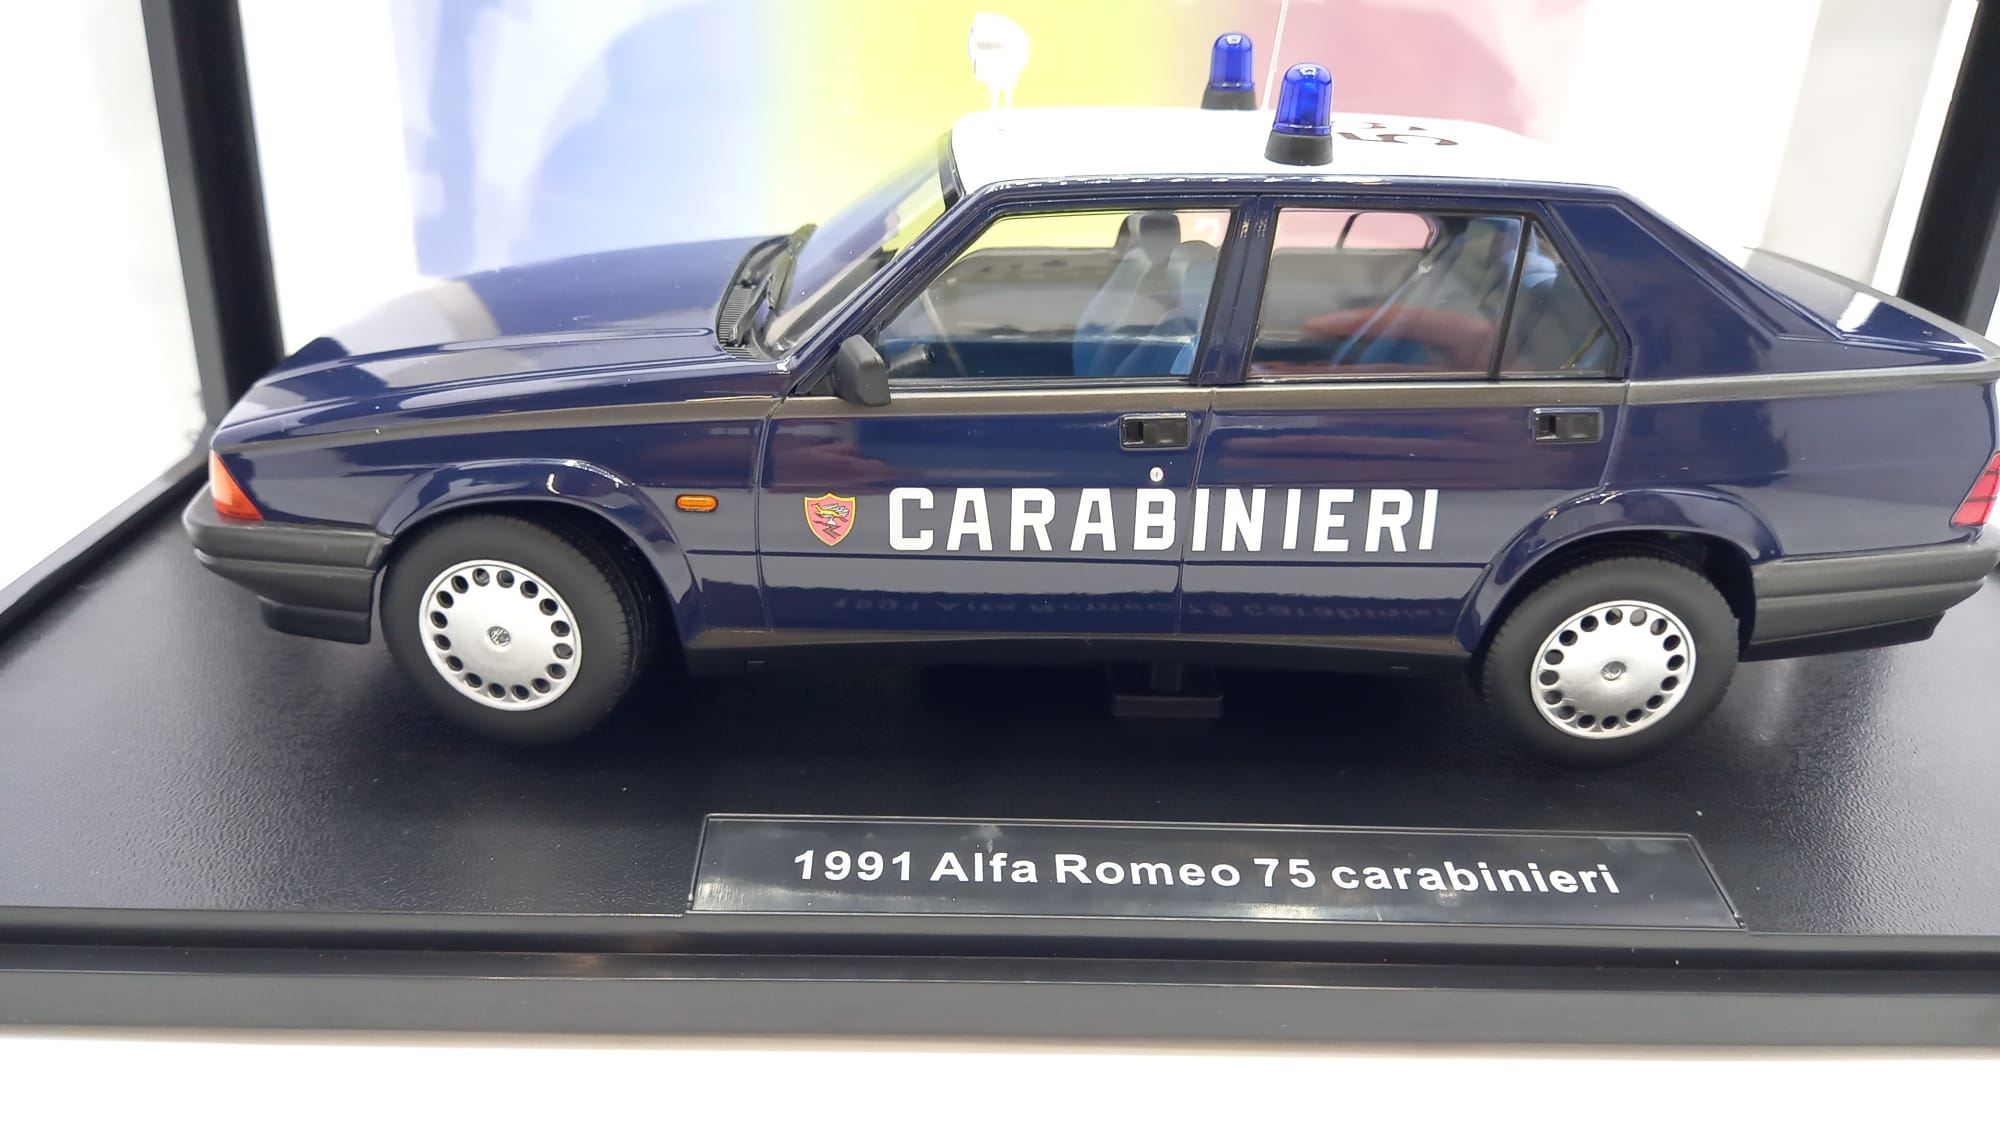 CARABINIERI
1991 Alfa Romeo 75 carabinieri